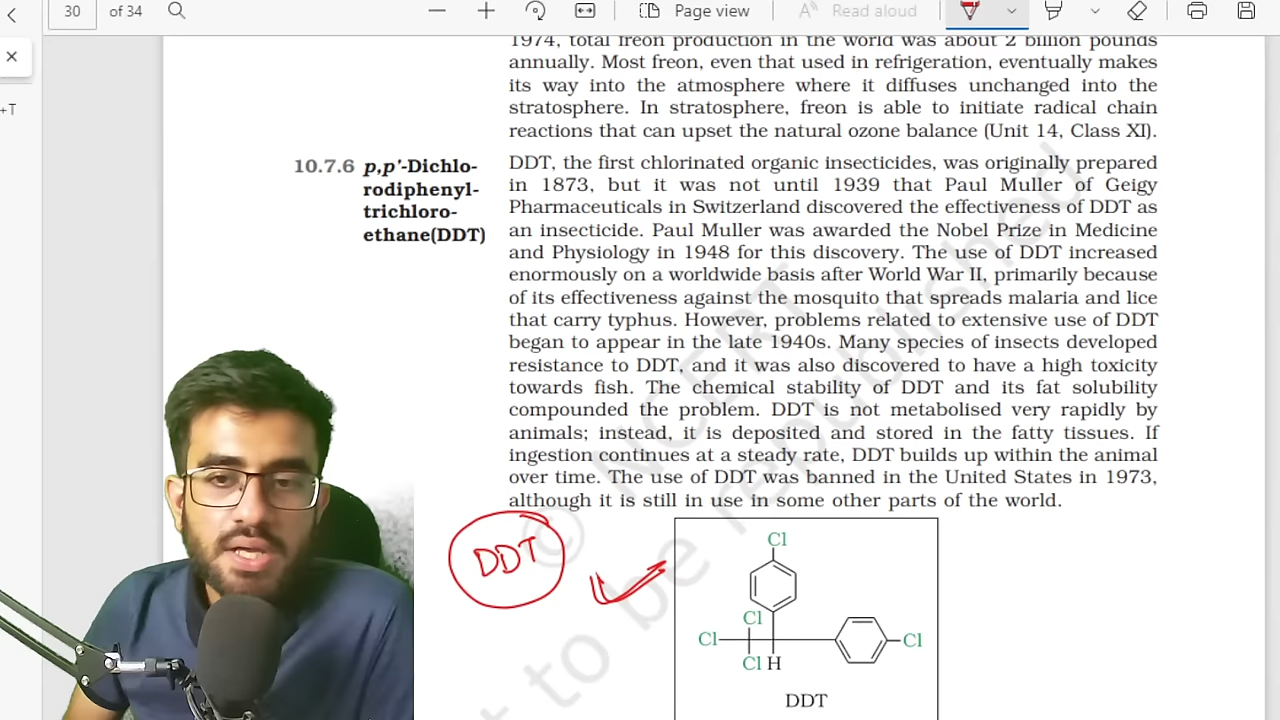 30 of 34 Page view Read aloud
+T
1974, total freon production in the world was about 2 billion pounds
annually. Most freon, even that used in refrigeration, eventually makes
its way into the atmosphere where it diffuses unchanged into the
stratosphere. In stratosphere, freon is able to initiate radical chain
reactions that can upset the natural ozone balance (Unit 14, Class XI).
10.7.6 p,p'-Dichlo-
rodiphenyl-
trichloro-
ethane(DDT)
DDT, the first chlorinated organic insecticides, was originally prepared
in 1873, but it was not until 1939 that Paul Muller of Geigy
Pharmaceuticals in Switzerland discovered the effectiveness of DDT as
an insecticide. Paul Muller was awarded the Nobel Prize in Medicine
and Physiology in 1948 for this discovery. The use of DDT increased
enormously on a worldwide basis after World War II, primarily because
of its effectiveness against the mosquito that spreads malaria and lice
that carry typhus. However, problems related to extensive use of DDT
began to appear in the late 1940s. Many species of insects developed
resistance to DDT, and it was also discovered to have a high toxicity
towards fish. The chemical stability of DDT and its fat solubility
compounded the problem. DDT is not metabolised very rapidly by
animals; instead, it is deposited and stored in the fatty tissues. If
ingestion continues at a steady rate, DDT builds up within the animal
over time. The use of DDT was banned in the United States in 1973,
although it is still in use in some other parts of the world.
© NCERT
to be republished
DDT
Cl
Cl
Cl
Cl
Cl H
DDT